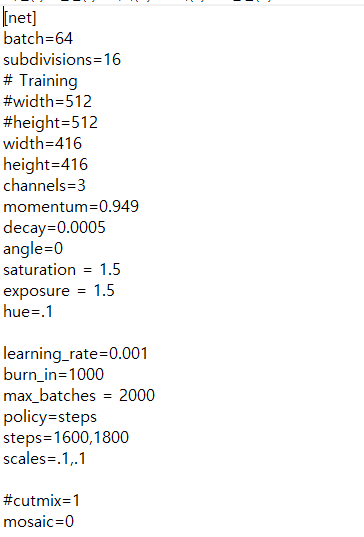 [net]
batch=64
subdivisions=16
# Training
#width=512
#height=512
width=416
height=416
channels=3
momentum=0.949
decay=0.0005
angle=0
saturation = 1.5
exposure = 1.5
hue=.1
learning_rate=0.001
burn_in=1000
max_batches = 2000
policy=steps
steps=1600,1800
scales=.1,.1
#cutmix=1
mosaic=0